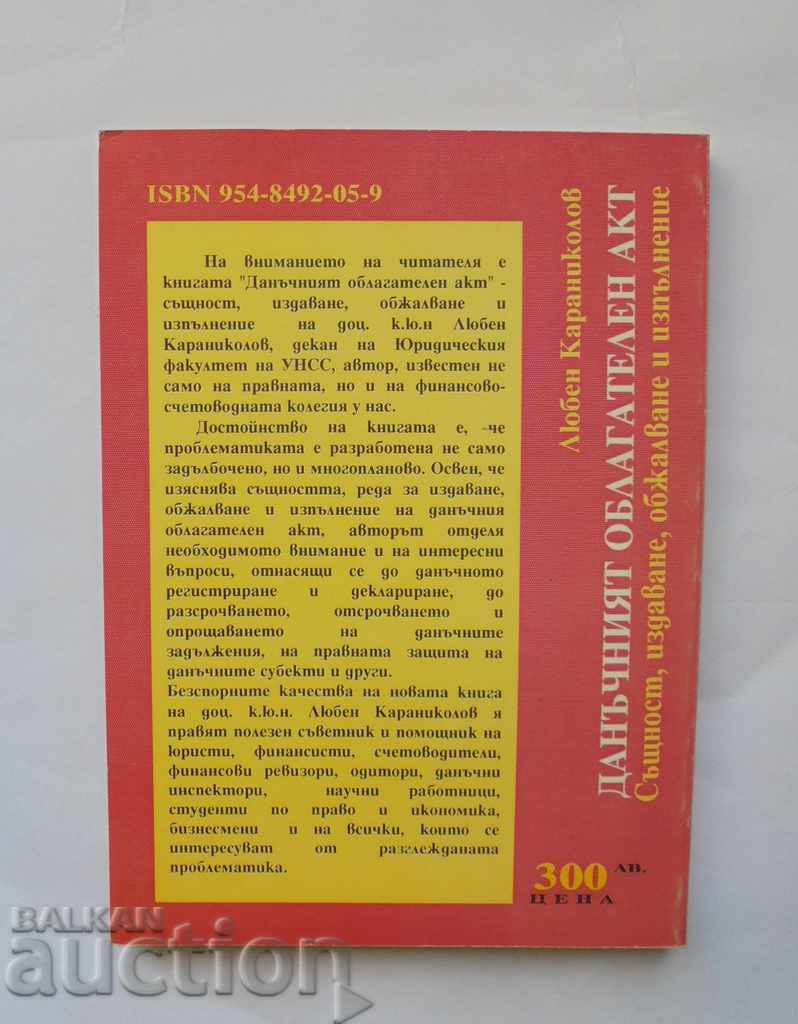 ISBN 954-8492-05-9
На вниманието на читателя е
книгата "Данъчният облагателен акт" -
същност, издаване, обжалване и
изпълнение на доц. к.ю.н Любен
Караниколов, декан на Юридическия
факултет на УНСС, автор, известен не
само на правната, но и на финансово-
счетоводната колегия у нас.
Достойнство на книгата е, че
проблематиката е разработена не само
задълбочено, но и многопланово. Освен, че
изяснява същността, реда за издаване,
обжалване и изпълнение на данъчния
облагателен акт, авторът отделя
необходимото внимание и на интересни
въпроси, отнасящи се до данъчното
регистриране и деклариране, до
разсрочването, отсрочването и
опрощаването на данъчните
задължения, на правната защита на
данъчните субекти и други.
Безспорните качества на новата книга
на доц. к.ю.н. Любен Караниколов я
правят полезен съветник и помощник на
юристи, финансисти, счетоводители,
финансови ревизори, одитори, данъчни
инспектори, научни работници,
студенти по право и икономика,
бизнесмени и на всички, които се
интересуват от разглежданата
проблематика.
Любен Караниколов
ДАНЪЧНИЯТ ОБЛАГАТЕЛЕН АКТ
Същност, издаване, обжалване и изпълнение
300 ЛВ.
ЦЕНА
BALKAN
auction